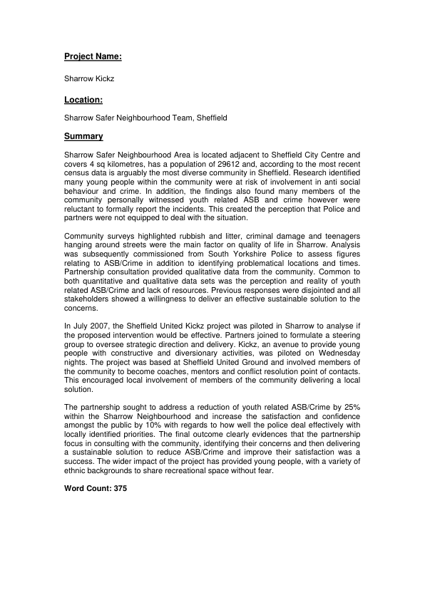 Project Name:
Sharrow Kickz
Location:
Sharrow Safer Neighbourhood Team, Sheffield
Summary
Sharrow Safer Neighbourhood Area is located adjacent to Sheffield City Centre and
covers 4 sq kilometres, has a population of 29612 and, according to the most recent
census data is arguably the most diverse community in Sheffield. Research identified
many young people within the community were at risk of involvement in anti social
behaviour and crime. In addition, the findings also found many members of the
community personally witnessed youth related ASB and crime however were
reluctant to formally report the incidents. This created the perception that Police and
partners were not equipped to deal with the situation.
Community surveys highlighted rubbish and litter, criminal damage and teenagers
hanging around streets were the main factor on quality of life in Sharrow. Analysis
was subsequently commissioned from South Yorkshire Police to assess figures
relating to ASB/Crime in addition to identifying problematical locations and times.
Partnership consultation provided qualitative data from the community. Common to
both quantitative and qualitative data sets was the perception and reality of youth
related ASB/Crime and lack of resources. Previous responses were disjointed and all
stakeholders showed a willingness to deliver an effective sustainable solution to the
concerns.
In July 2007, the Sheffield United Kickz project was piloted in Sharrow to analyse if
the proposed intervention would be effective. Partners joined to formulate a steering
group to oversee strategic direction and delivery. Kickz, an avenue to provide young
people with constructive and diversionary activities, was piloted on Wednesday
nights. The project was based at Sheffield United Ground and involved members of
the community to become coaches, mentors and conflict resolution point of contacts.
This encouraged local involvement of members of the community delivering a local
solution.
The partnership sought to address a reduction of youth related ASB/Crime by 25%
within the Sharrow Neighbourhood and increase the satisfaction and confidence
amongst the public by 10% with regards to how well the police deal effectively with
locally identified priorities. The final outcome clearly evidences that the partnership
focus in consulting with the community, identifying their concerns and then delivering
a sustainable solution to reduce ASB/Crime and improve their satisfaction was a
success. The wider impact of the project has provided young people, with a variety of
ethnic backgrounds to share recreational space without fear.
Word Count: 375